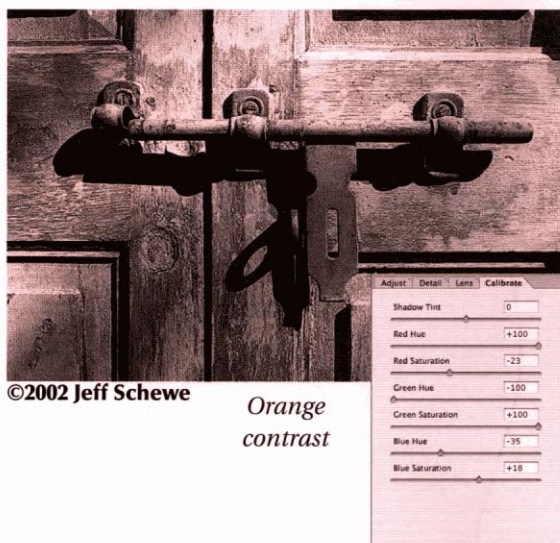 Adjust Detail Lens Calibrate
Shadow Tint 0
Red Hue +100
Red Saturation -23
Green Hue -100
Green Saturation +100
Blue Hue -35
Blue Saturation +18
©2002 Jeff Schewe
Orange
contrast